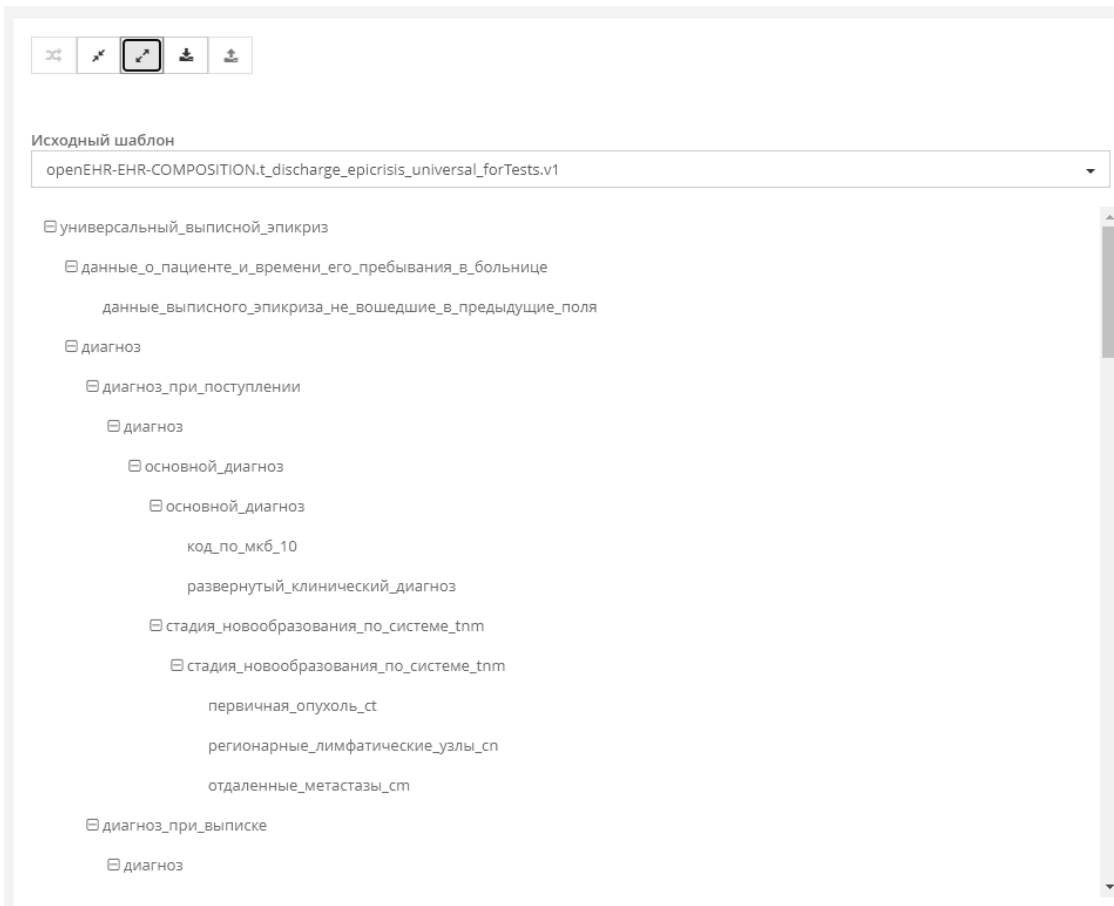 Исходный шаблон
openEHR-EHR-COMPOSITION.t_discharge_epicrisis_universal_forTests.v1
универсальный_выписной_эпикриз
данные_о_пациенте_и_времени_его_пребывания_в_больнице
данные_выписного_эпикриза_не_вошедшие_в_предыдущие_поля
диагноз
диагноз_при_поступлении
диагноз
основной_диагноз
основной_диагноз
код_по_мкб_10
развернутый_клинический_диагноз
стадия_новообразования_по_системе_tnm
стадия_новообразования_по_системе_tnm
первичная_опухоль_ct
регионарные_лимфатические_узлы_cn
отдаленные_метастазы_cm
диагноз_при_выписке
диагноз